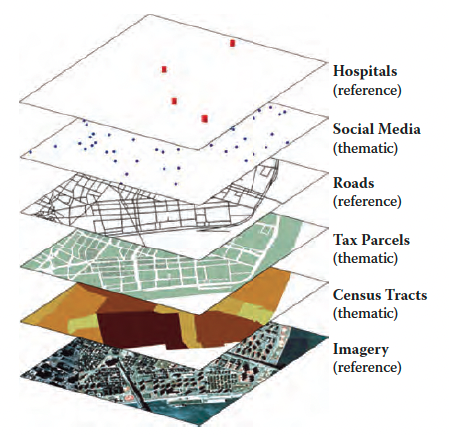 Hospitals
(reference)
Social Media
(thematic)
Roads
(reference)
Tax Parcels
(thematic)
Census Tracts
(thematic)
Imagery
(reference)